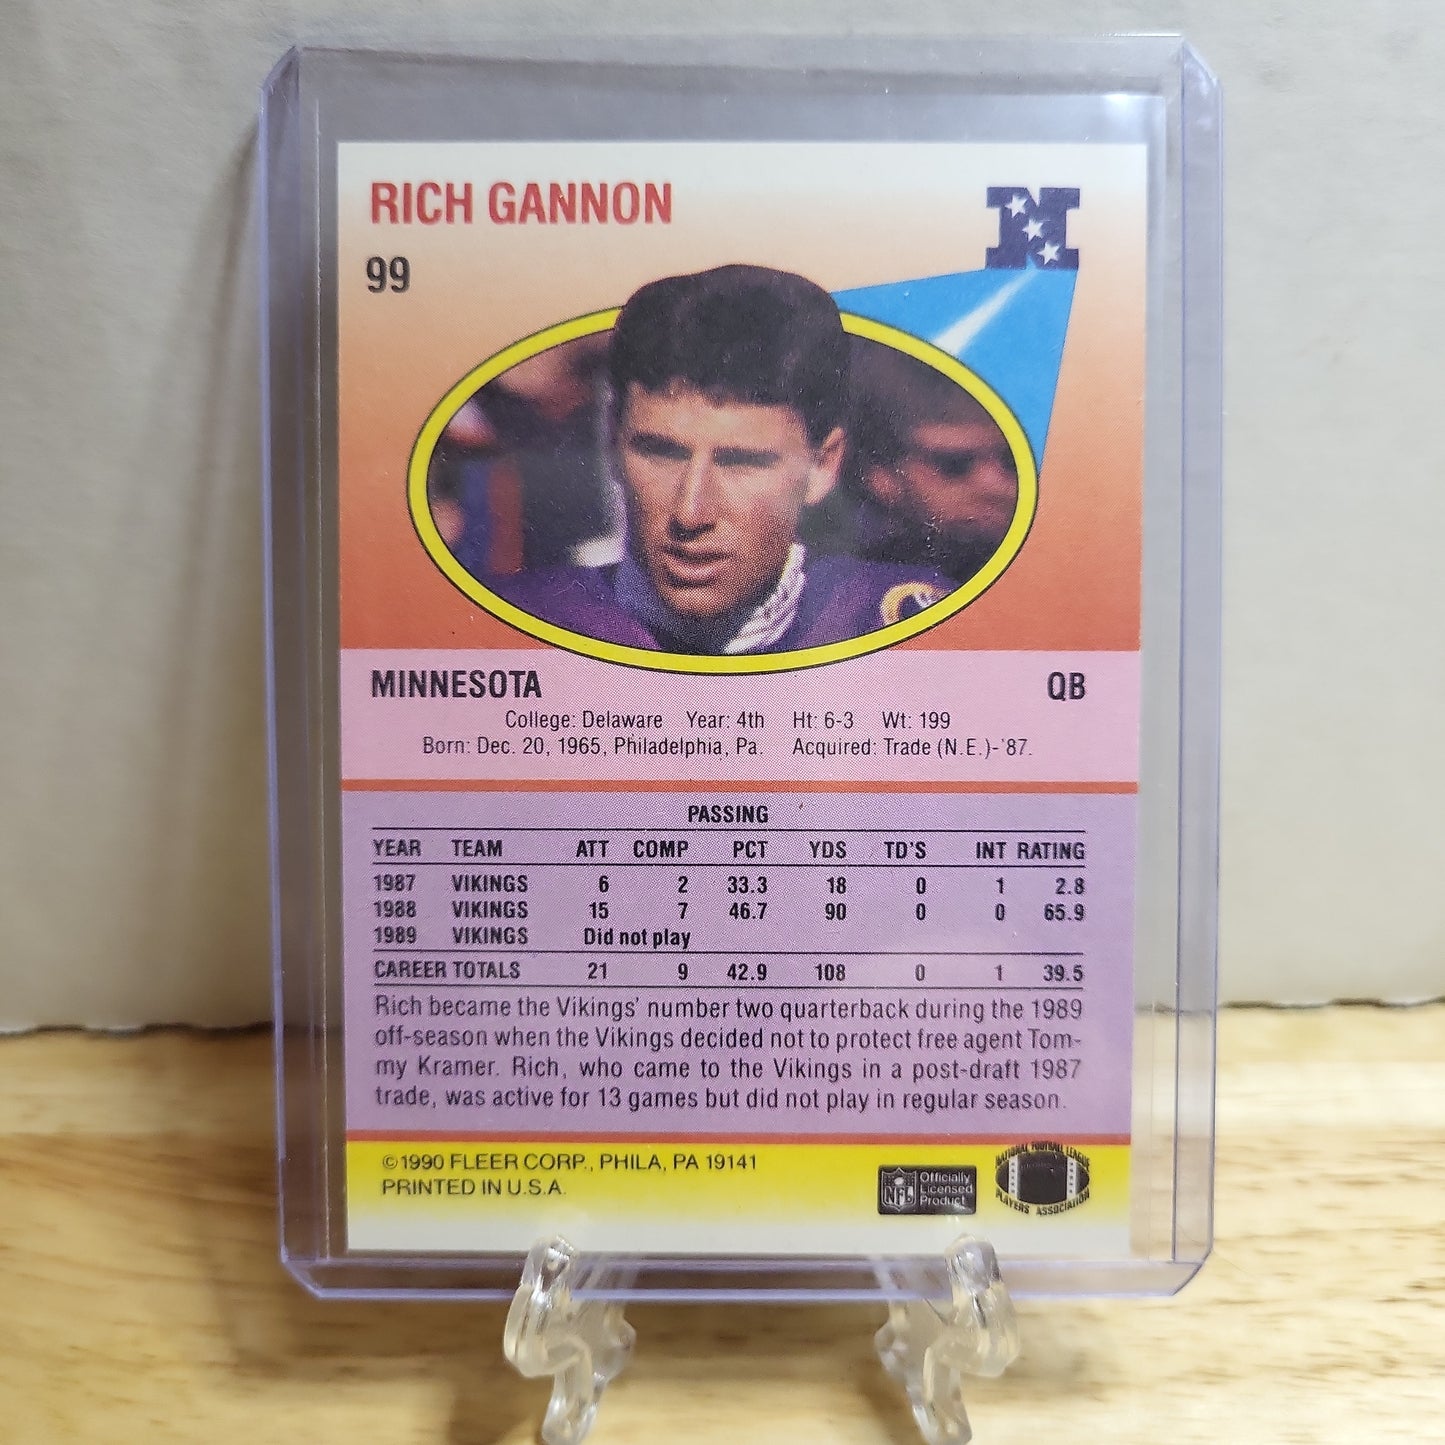 RICH GANNON
99
N
MINNESOTA QB
College: Delaware Year: 4th Ht: 6-3 Wt: 199
Born: Dec. 20, 1965, Philadelphia, Pa. Acquired: Trade (N.E.)-'87.
PASSING
YEAR TEAM ATT COMP PCT YDS TD'S INT RATING
1987 VIKINGS 6 2 33.3 18 0 1 2.8
1988 VIKINGS 15 7 46.7 90 0 0 65.9
1989 VIKINGS Did not play
CAREER TOTALS 21 9 42.9 108 0 1 39.5
Rich became the Vikings' number two quarterback during the 1989
off-season when the Vikings decided not to protect free agent Tom-
my Kramer. Rich, who came to the Vikings in a post-draft 1987
trade, was active for 13 games but did not play in regular season.
©1990 FLEER CORP., PHILA, PA 19141
PRINTED IN U.S.A.
NFL
Officially
Licensed
Product
NATIONAL FOOTBALL LEAGUE
PLAYERS ASSOCIATION